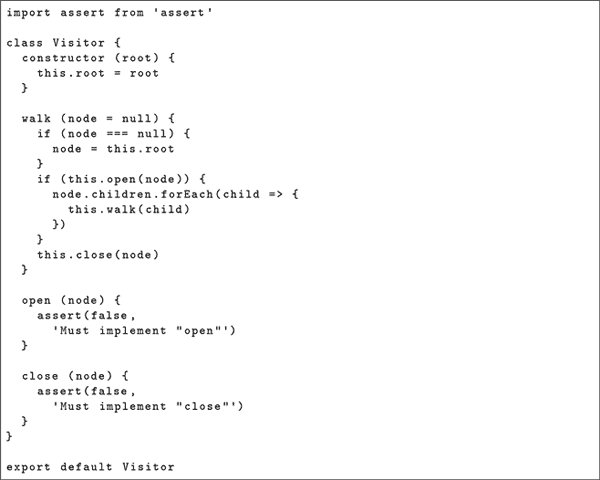 import assert from 'assert'

class Visitor {
  constructor (root) {
    this.root = root
  }

  walk (node = null) {
    if (node === null) {
      node = this.root
    }
    if (this.open(node)) {
      node.children.forEach(child => {
        this.walk(child)
      })
    }
    this.close(node)
  }

  open (node) {
    assert(false,
      'Must implement "open"')
  }

  close (node) {
    assert(false,
      'Must implement "close"')
  }
}

export default Visitor